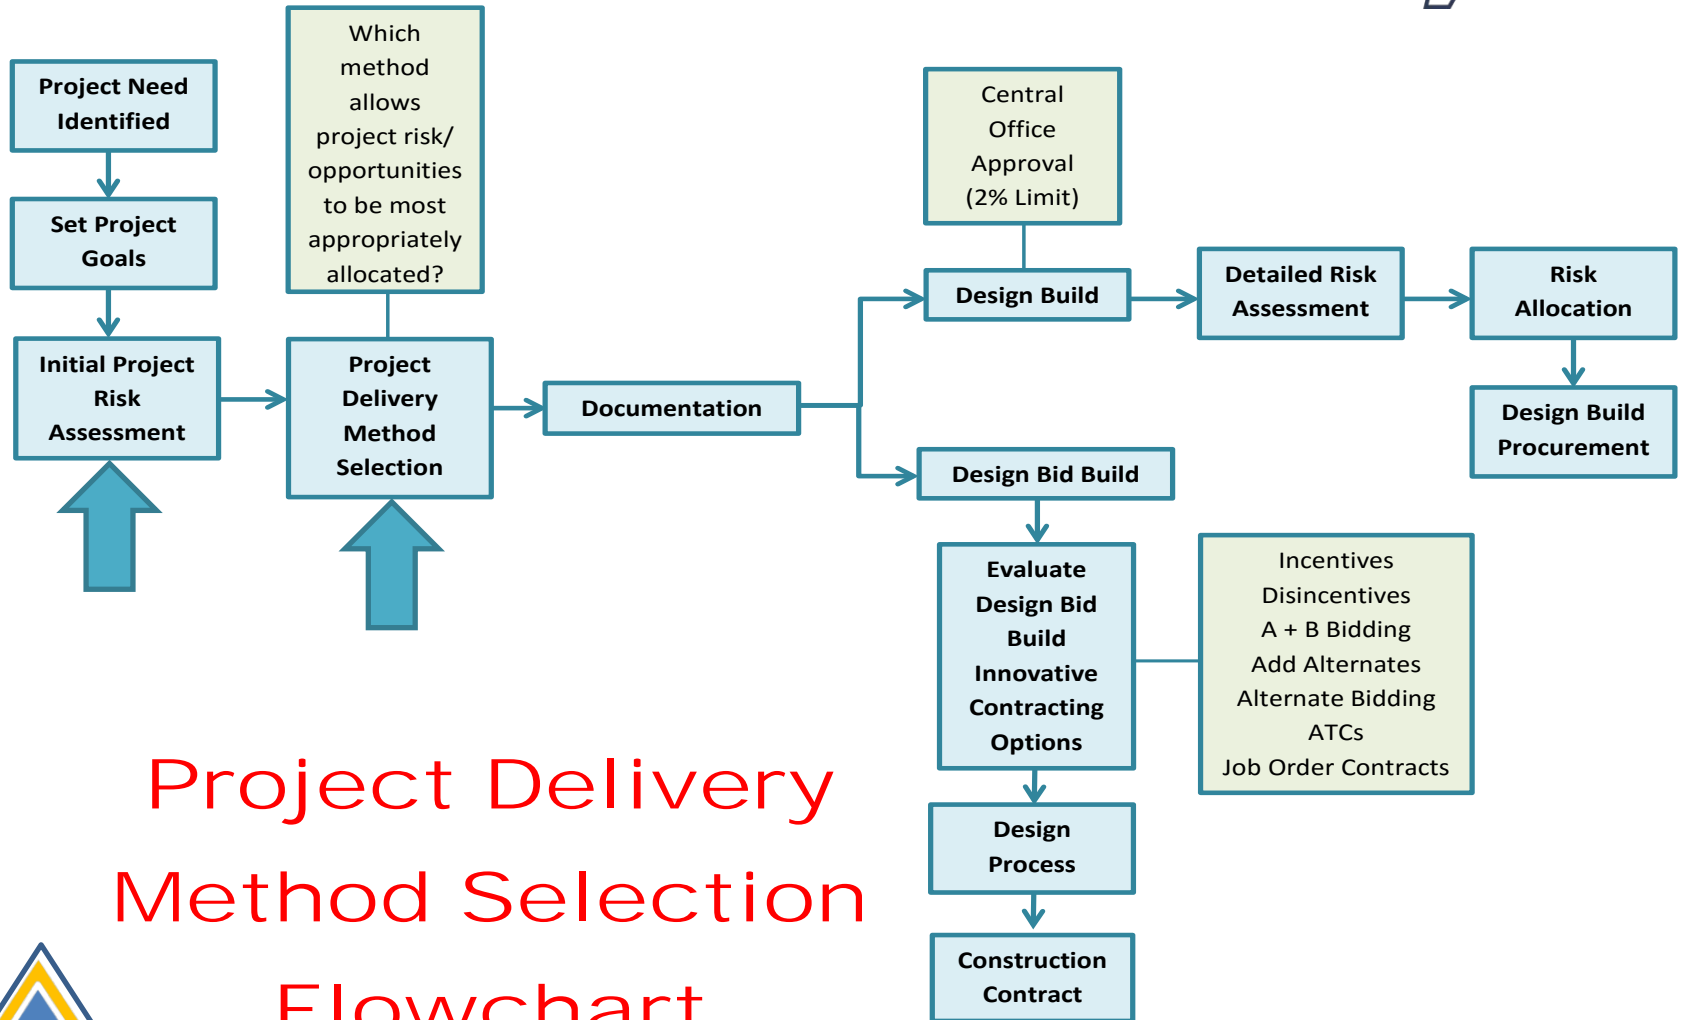 Project Need
Identified
Set Project
Goals
Initial Project
Risk
Assessment
Which
method
allows
project risk/
opportunities
to be most
appropriately
allocated?
Project
Delivery
Method
Selection
Documentation
Central
Office
Approval
(2% Limit)
Design Build
Detailed Risk
Assessment
Risk
Allocation
Design Build
Procurement
Design Bid Build
Evaluate
Design Bid
Build
Innovative
Contracting
Options
Incentives
Disincentives
A + B Bidding
Add Alternates
Alternate Bidding
ATCs
Job Order Contracts
Design
Process
Construction
Contract
Project Delivery
Method Selection
Flowchart